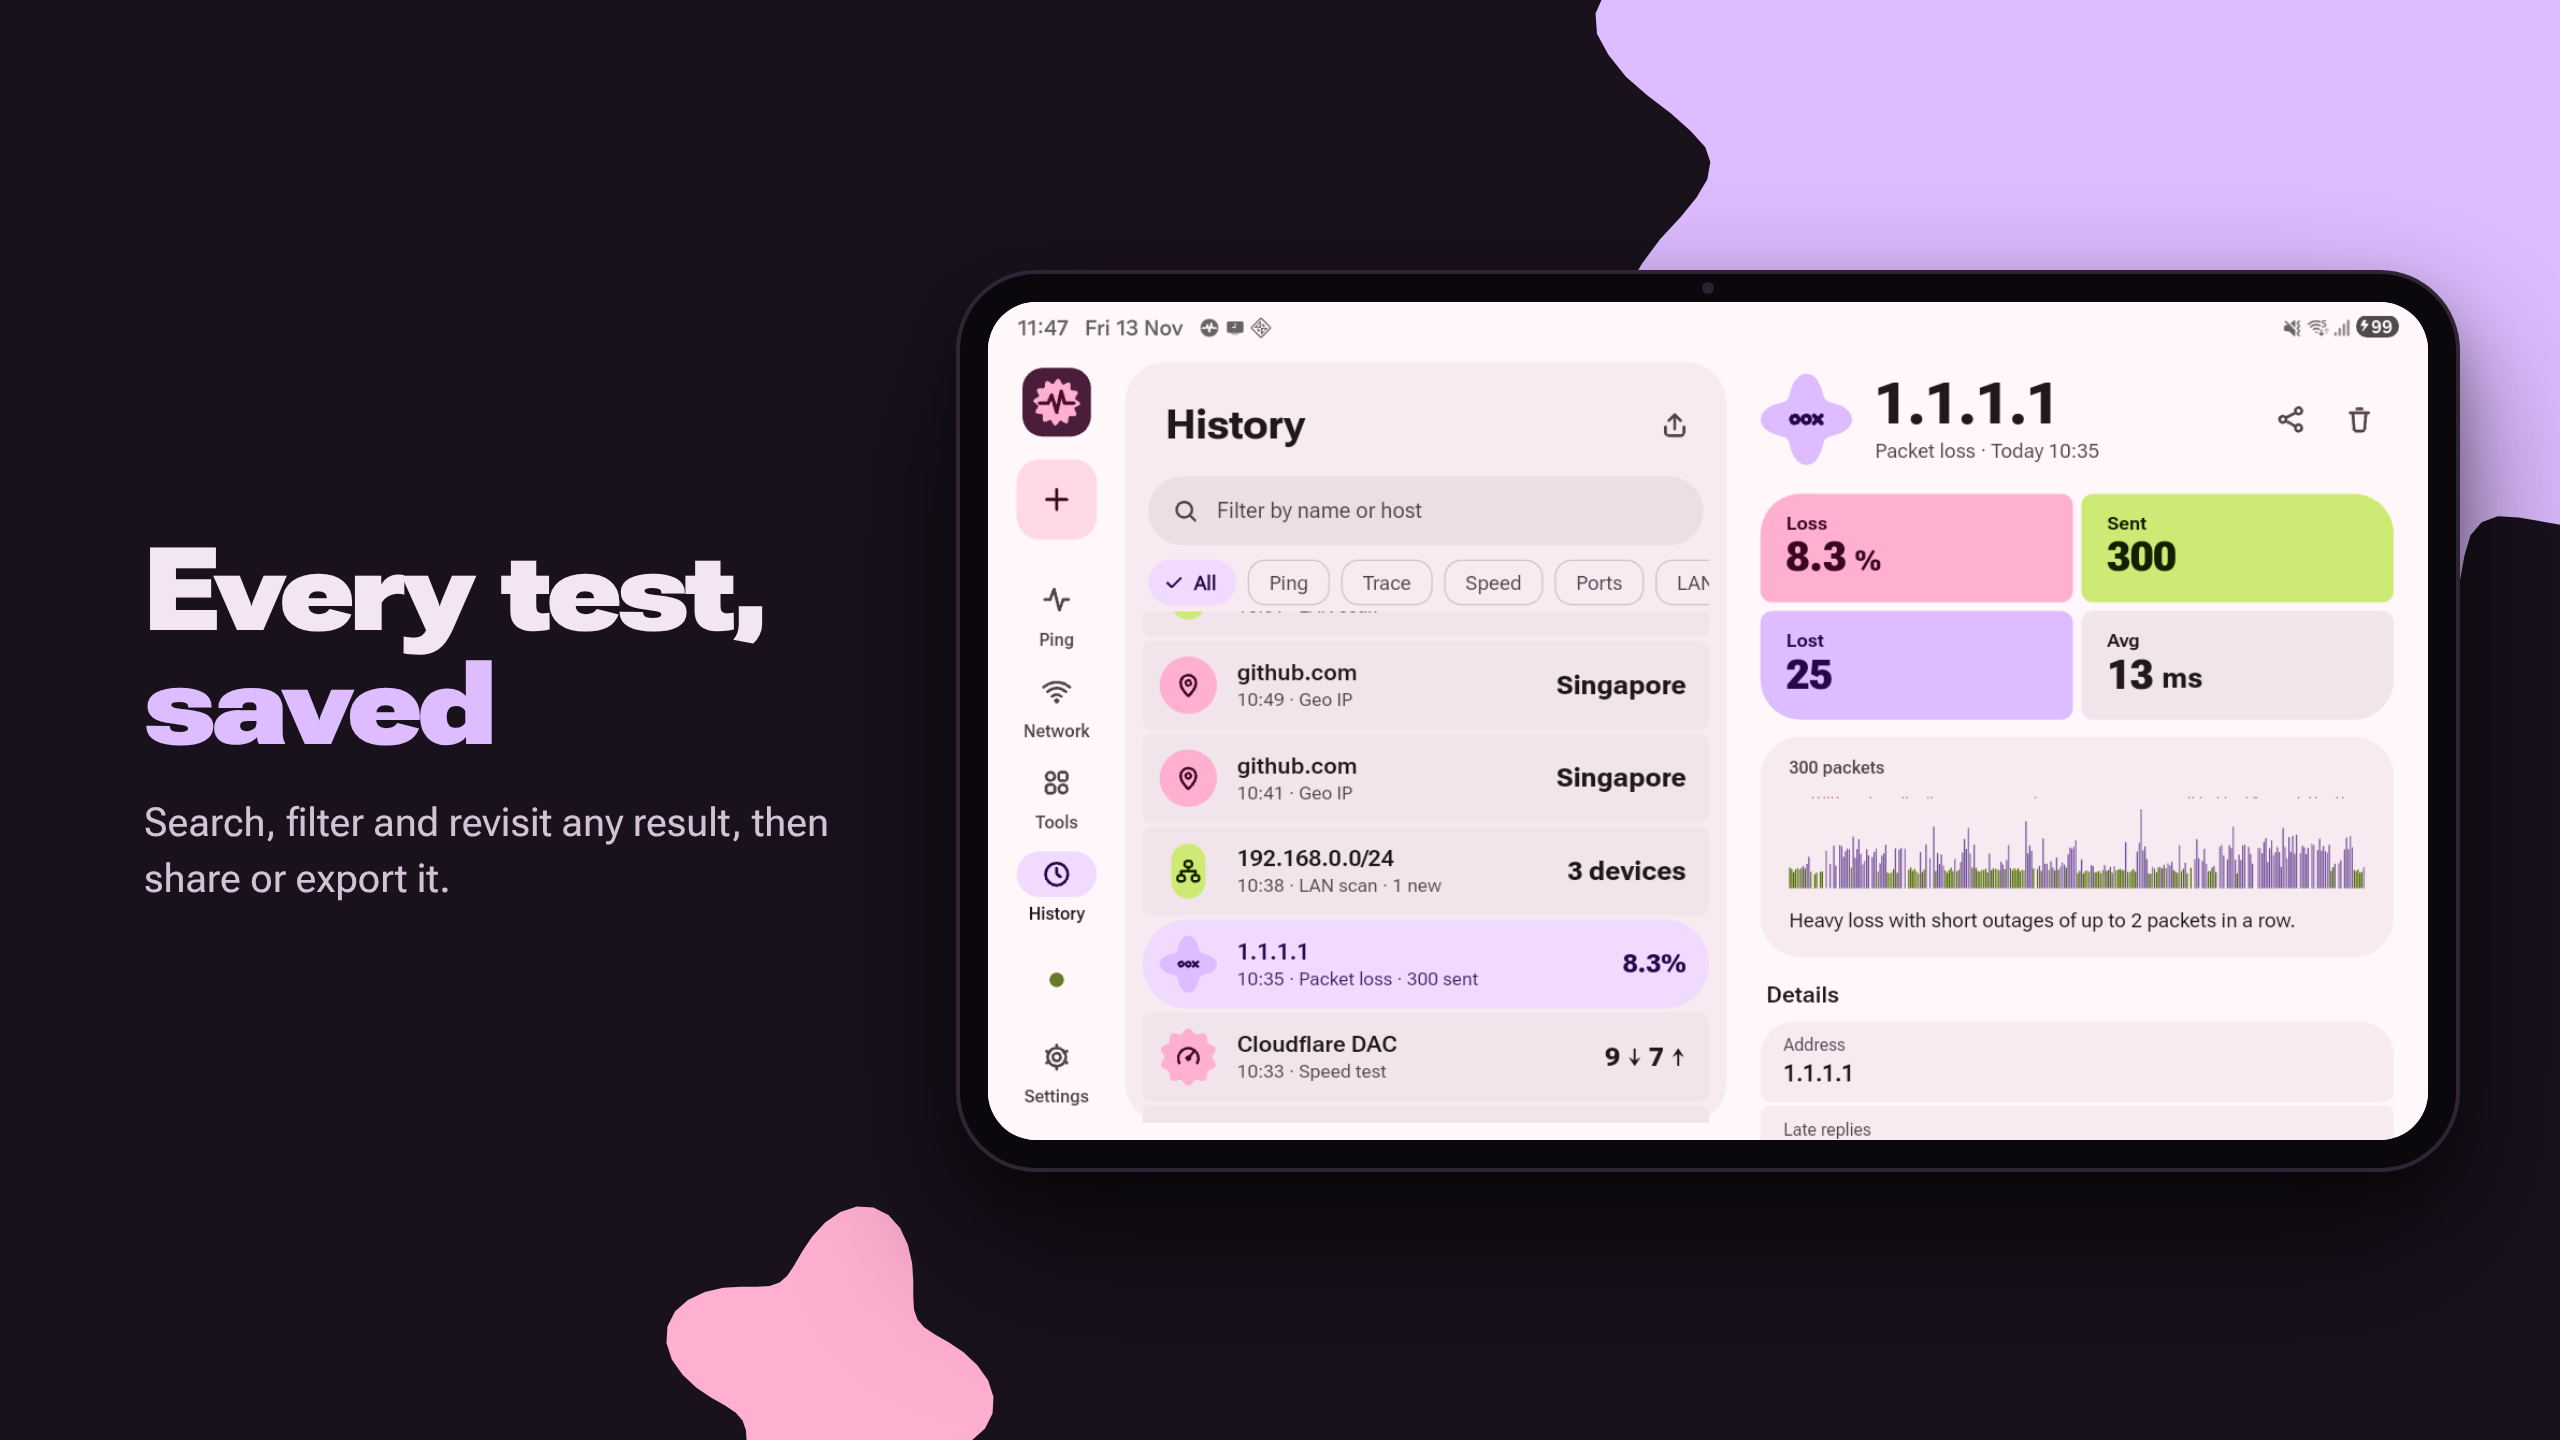 Every test,
saved
Search, filter and revisit any result, then
share or export it.
11:47 Fri 13 Nov
99
Ping
Network
Tools
History
Settings
History
Filter by name or host
All
Ping
Trace
Speed
Ports
LAN
github.com
10:49 · Geo IP
Singapore
github.com
10:41 · Geo IP
Singapore
192.168.0.0/24
10:38 · LAN scan · 1 new
3 devices
1.1.1.1
10:35 · Packet loss · 300 sent
8.3%
Cloudflare DAC
10:33 · Speed test
9 ↓ 7 ↑
1.1.1.1
Packet loss · Today 10:35
Loss
8.3 %
Sent
300
Lost
25
Avg
13 ms
300 packets
Heavy loss with short outages of up to 2 packets in a row.
Details
Address
1.1.1.1
Late replies